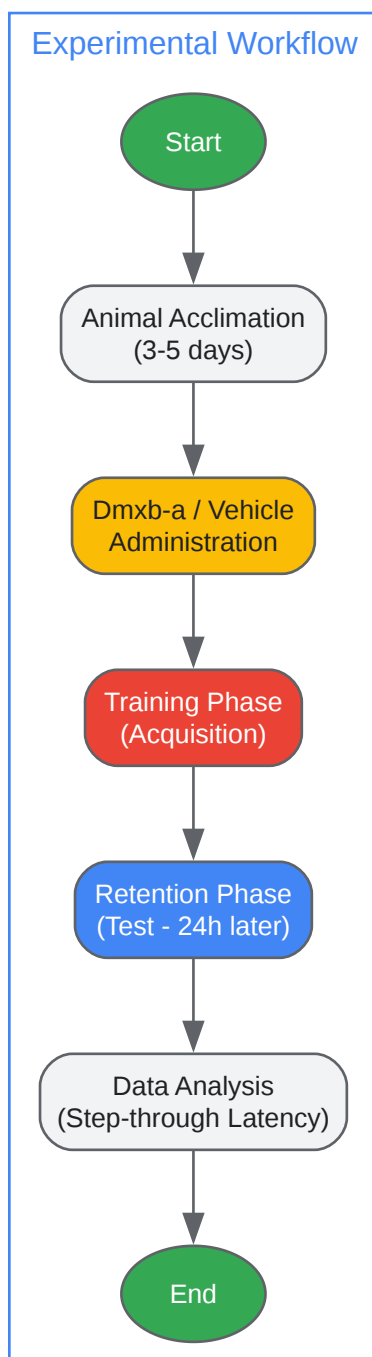 Experimental Workflow
Start
Animal Acclimation
(3-5 days)
Dmxb-a / Vehicle
Administration
Training Phase
(Acquisition)
Retention Phase
(Test - 24h later)
Data Analysis
(Step-through Latency)
End